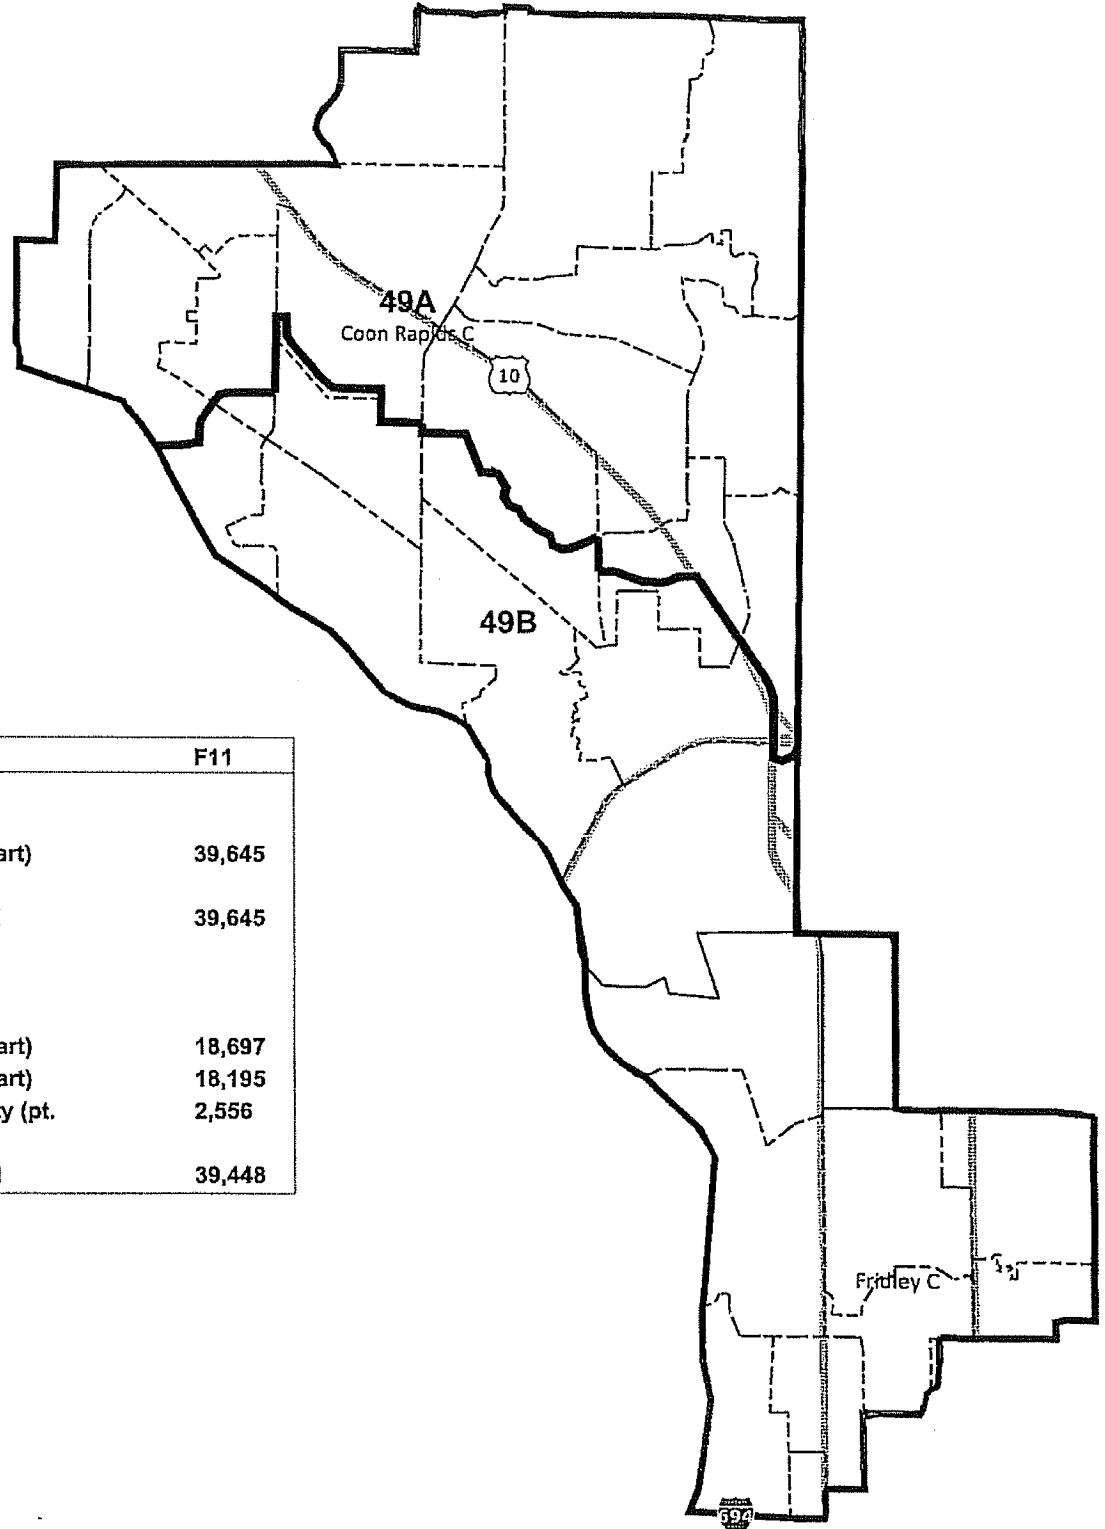 49A
Coon Rapids C
10
49B
F11
art) 39,645
39,645
art) 18,697
art) 18,195
ty (pt. 2,556
39,448
Fridley C
694